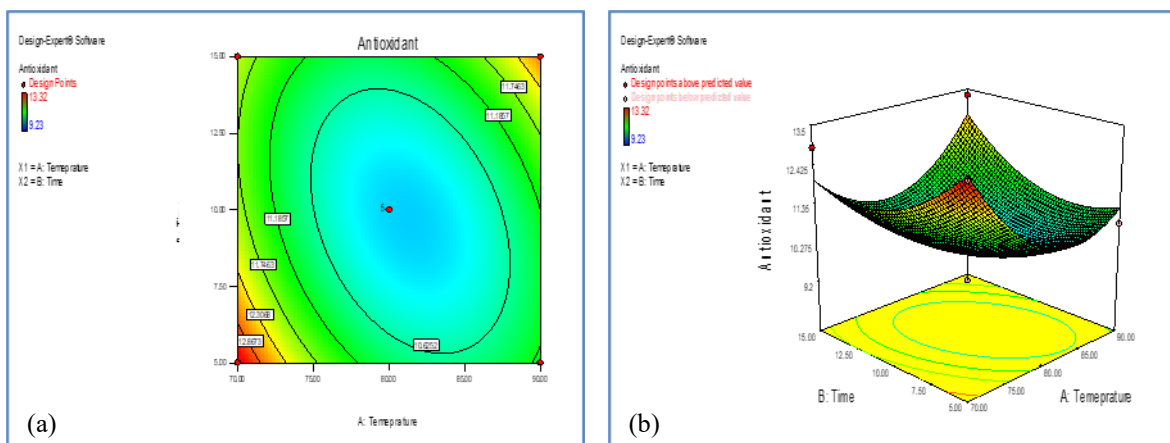 Design-Expert® Software
Antioxidant
Design Points
13.32
9.23
X1 = A: Temeprature
X2 = B: Time
Antioxidant
15.00
12.50
10.00
7.50
5.00
70.00
75.00
80.00
85.00
90.00
A: Temeprature
11.7463
11.1857
11.1857
11.7463
12.3068
12.8673
10.6252
5
(a)
Design-Expert® Software
Antioxidant
Design points above predicted value
Design points below predicted value
13.32
9.23
X1 = A: Temeprature
X2 = B: Time
13.5
12.425
11.35
10.275
9.2
Antioxidant
15.00
12.50
10.00
7.50
5.00
70.00
75.00
80.00
85.00
90.00
B: Time
A: Temeprature
(b)